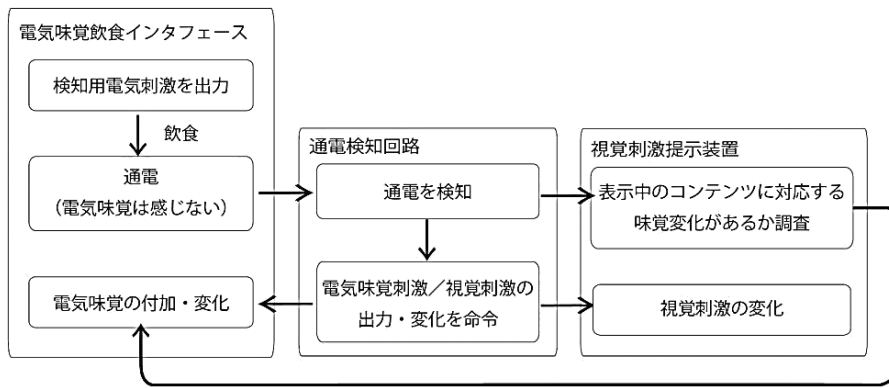 電気味覚飲食インタフェース
検知用電気刺激を出力
飲食
通電
（電気味覚は感じない）
電気味覚の付加・変化
通電検知回路
通電を検知
電気味覚刺激／視覚刺激の
出力・変化を命令
視覚刺激提示装置
表示中のコンテンツに対応する
味覚変化があるか調査
視覚刺激の変化